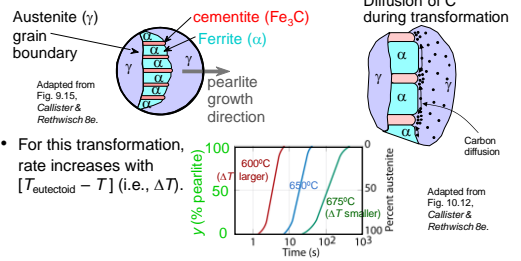 Austenite (γ)
grain
boundary
cementite (Fe3C)
Ferrite (α)
α
α
α
α
α
α
γ
γ
pearlite
growth
direction
Adapted from
Fig. 9.15,
Callister &
Rethwisch 8e.
Diffusion of C
during transformation
α
γ
α
γ
α
Carbon
diffusion
• For this transformation,
rate increases with
[Teutectoid – T ] (i.e., ΔT).
y (% pearlite)
100
50
0
600ºC
(ΔT larger)
650ºC
675ºC
(ΔT smaller)
0
50
100
Percent austenite
1
10
10²
10³
Time (s)
Adapted from
Fig. 10.12,
Callister &
Rethwisch 8e.